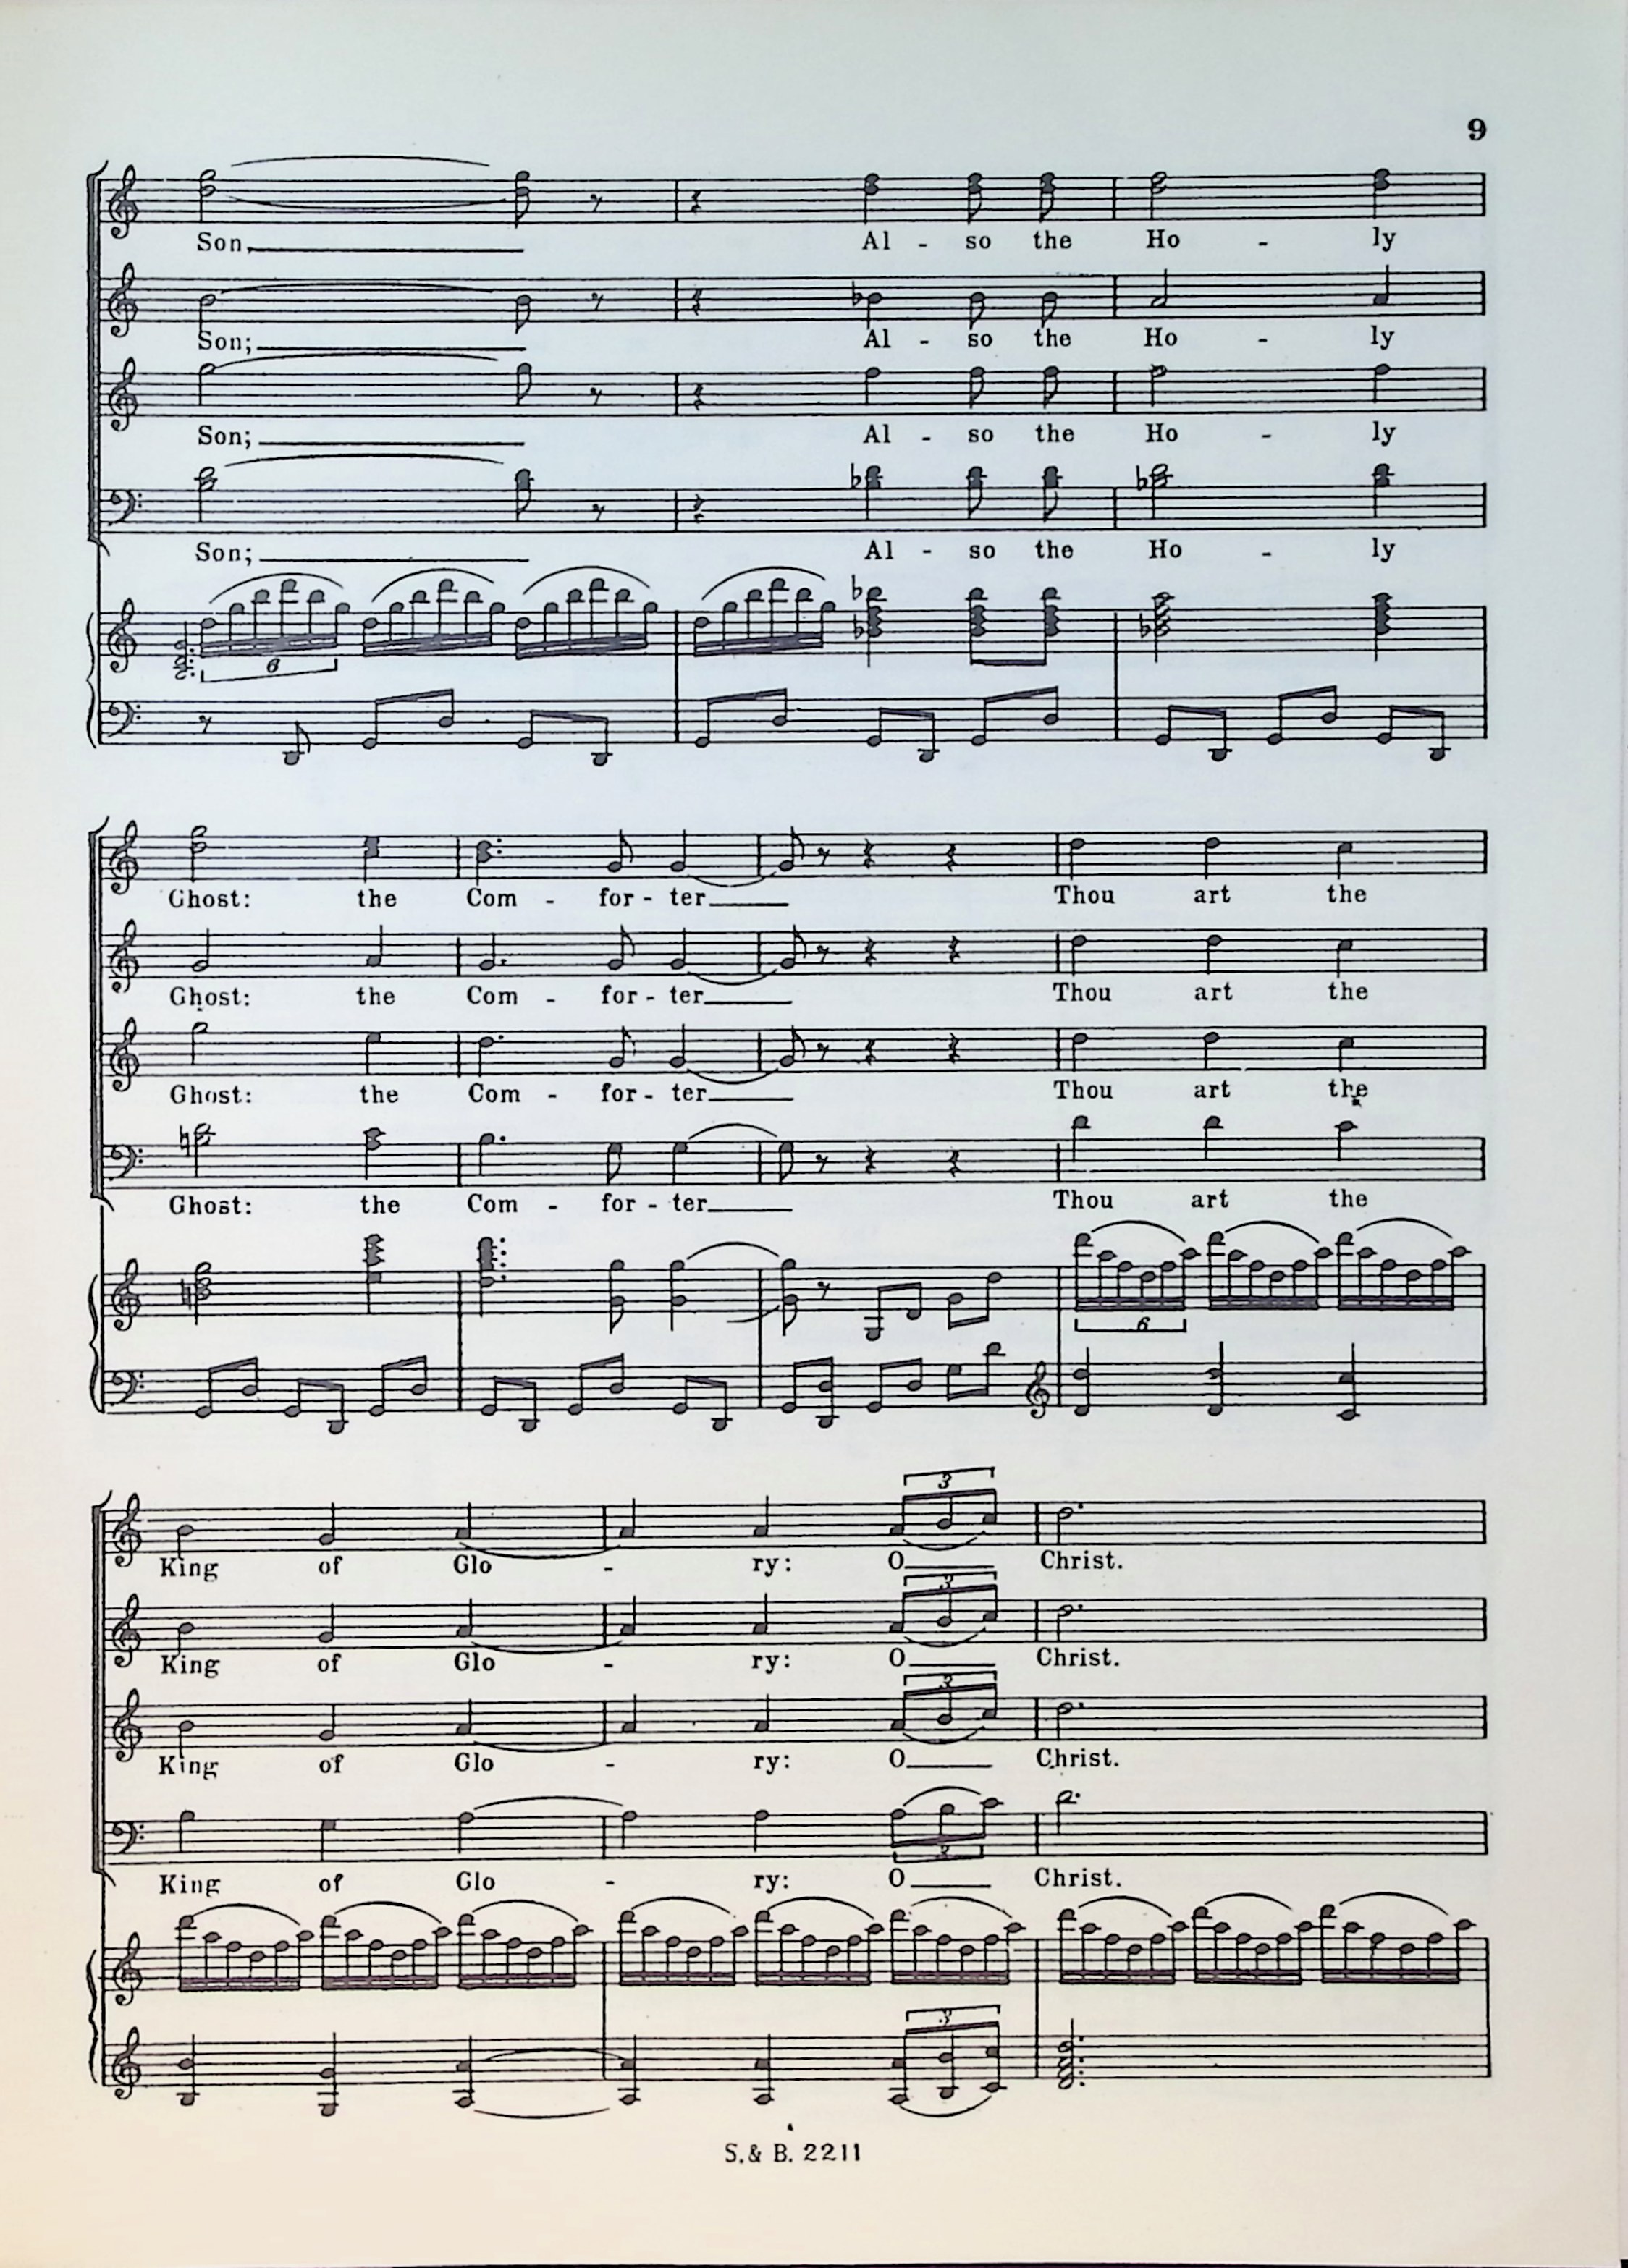 9
Son,
Al - so the Ho - ly
Son;
Al - so the Ho - ly
Son;
Al - so the Ho - ly
Son;
Al - so the Ho - ly
6
Ghost: the Com - for - ter Thou art the
Ghost: the Com - for - ter Thou art the
Ghost: the Com - for - ter Thou art the
Ghost: the Com - for - ter Thou art the
6
3
King of Glo - ry: O Christ.
3
King of Glo - ry: O Christ.
3
King of Glo - ry: O Christ.
3
King of Glo - ry: O Christ.
3
S. & B. 2211